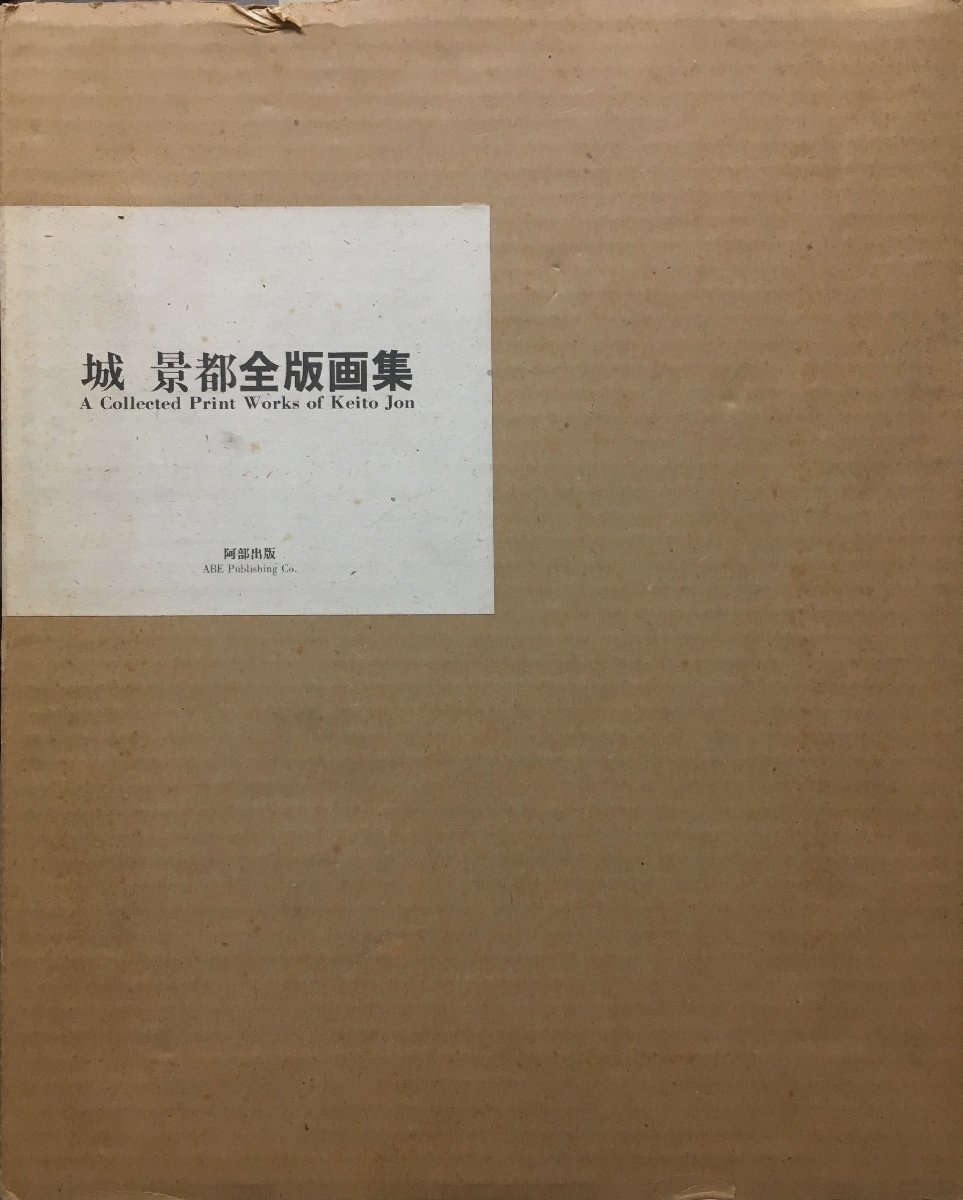 城 景都全版画集
A Collected Print Works of Keito Jon
阿部出版
ABE Publishing Co.